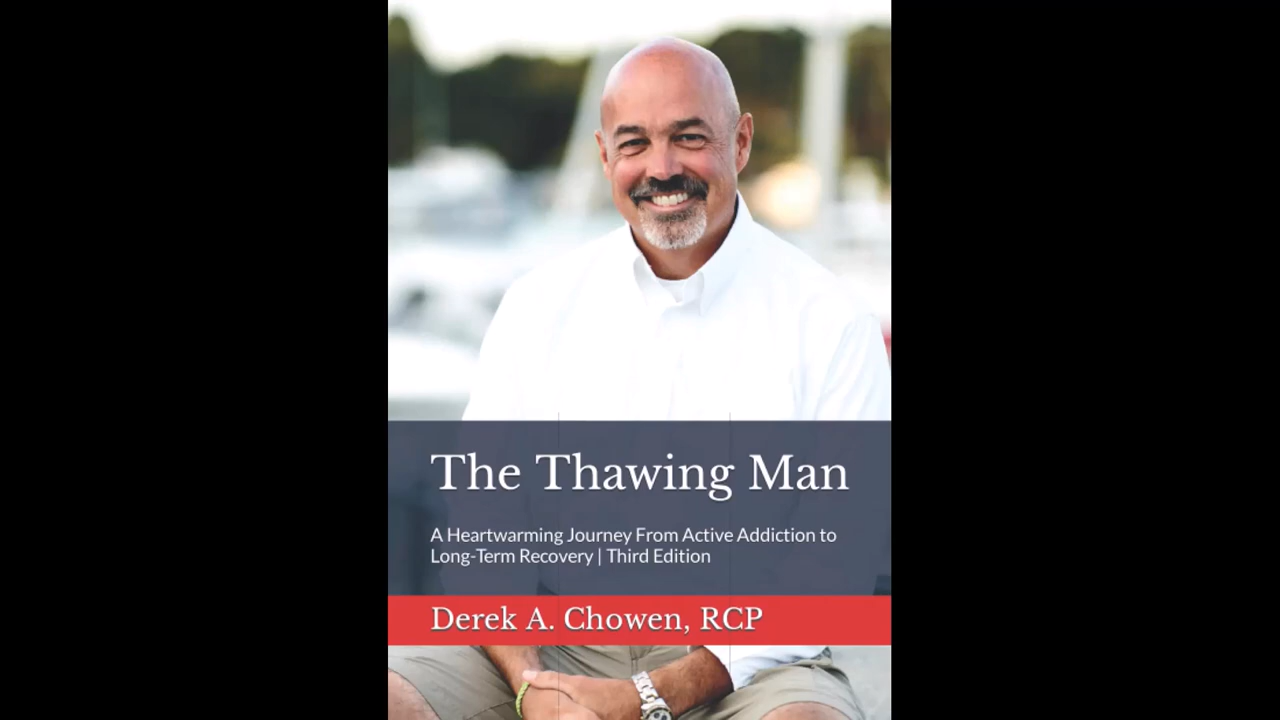 The Thawing Man
A Heartwarming Journey From Active Addiction to
Long-Term Recovery | Third Edition
Derek A. Chowen, RCP